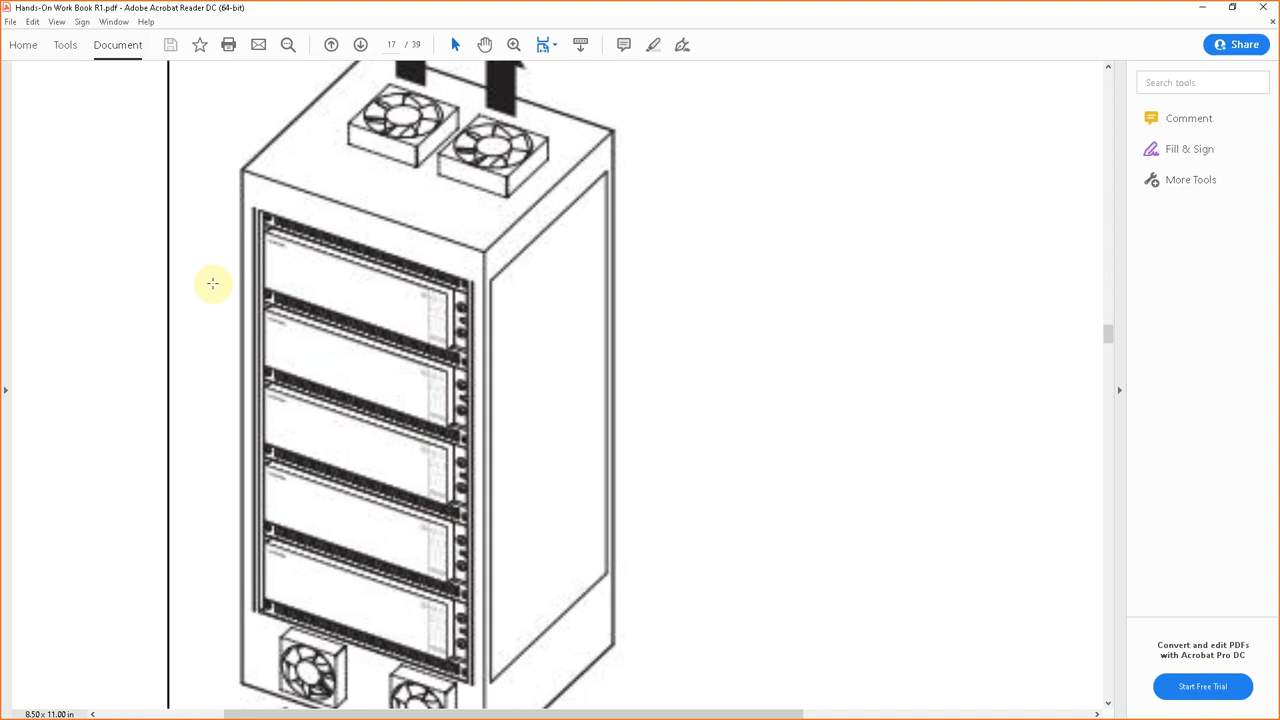 Hands-On Work Book R1.pdf - Adobe Acrobat Reader DC (64-bit)
File Edit View Sign Window Help
Home Tools Document 17 / 39 Share
Search tools
Comment
Fill & Sign
More Tools
Convert and edit PDFs
with Acrobat Pro DC
Start Free Trial
8.50 x 11.00 in